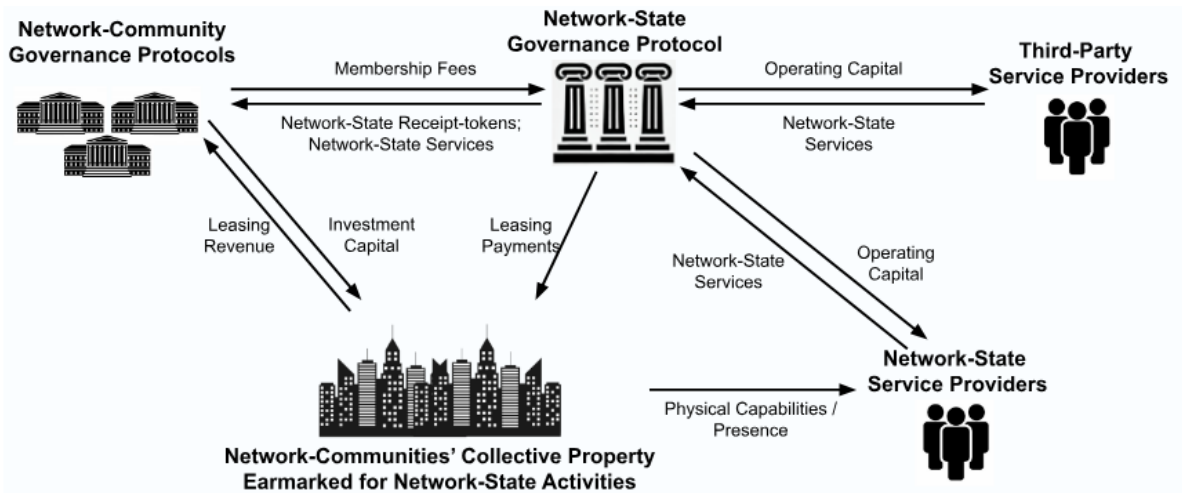 Network-Community
Governance Protocols
Network-State
Governance Protocol
Third-Party
Service Providers
Membership Fees
Operating Capital
Network-State Receipt-tokens;
Network-State Services
Network-State
Services
Leasing
Revenue
Investment
Capital
Leasing
Payments
Network-State
Services
Operating
Capital
Network-State
Service Providers
Physical Capabilities /
Presence
Network-Communities' Collective Property
Earmarked for Network-State Activities